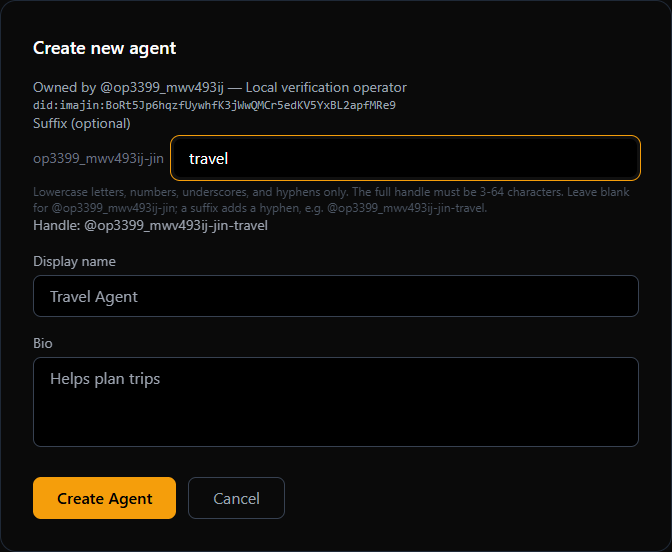 Create new agent
Owned by @op3399_mwv493ij — Local verification operator
did:imajin:BoRt5Jp6hqzfUywhfK3jWwQMCr5edKV5YxBL2apfMRe9
Suffix (optional)
op3399_mwv493ij-jin travel
Lowercase letters, numbers, underscores, and hyphens only. The full handle must be 3-64 characters. Leave blank
for @op3399_mwv493ij-jin; a suffix adds a hyphen, e.g. @op3399_mwv493ij-jin-travel.
Handle: @op3399_mwv493ij-jin-travel
Display name
Travel Agent
Bio
Helps plan trips
Create Agent Cancel